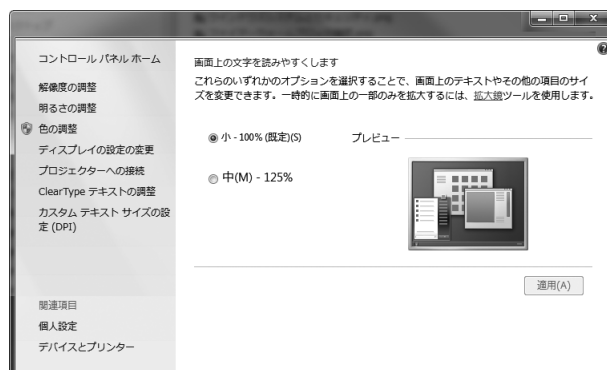 コントロール パネル ホーム
解像度の調整
明るさの調整
色の調整
ディスプレイの設定の変更
プロジェクターへの接続
ClearType テキストの調整
カスタム テキスト サイズの設
定 (DPI)
関連項目
個人設定
デバイスとプリンター
画面上の文字を読みやすくします
これらのいずれかのオプションを選択することで、画面上のテキストやその他の項目のサイ
ズを変更できます。一時的に画面上の一部のみを拡大するには、拡大鏡ツールを使用します。
小 - 100% (既定)(S)
プレビュー
中(M) - 125%
適用(A)